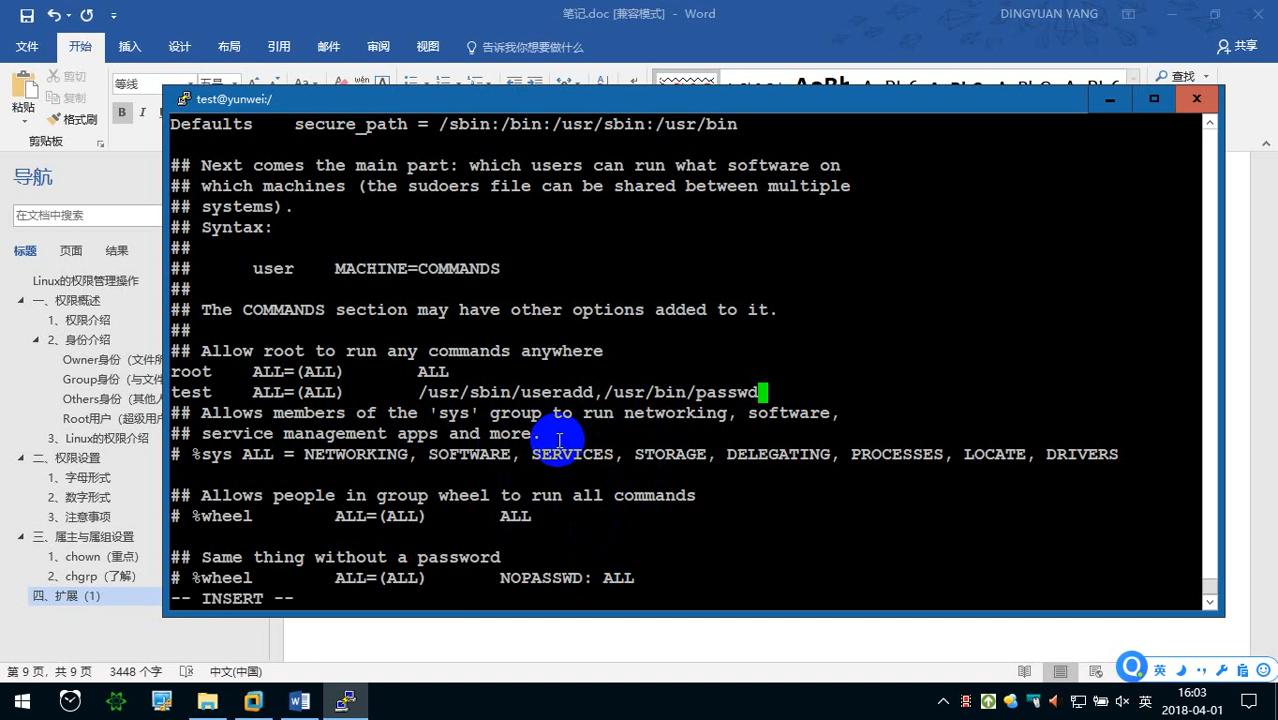 笔记.doc [兼容模式] - Word
DINGYUAN YANG
文件 开始 插入 设计 布局 引用 邮件 审阅 视图 告诉我你想要做什么 共享
粘贴
剪切
复制
格式刷
剪贴板
等线
五号
B I
查找
导航
在文档中搜索
标题 页面 结果
Linux的权限管理操作
一、权限概述
1、权限介绍
2、身份介绍
Owner身份（文件所
Group身份（与文
Others身份（其他人
Root用户（超级用
3、Linux的权限介绍
二、权限设置
1、字母形式
2、数字形式
3、注意事项
三、属主与属组设置
1、chown（重点）
2、chgrp（了解）
四、扩展（1）
test@yunwei:/
Defaults    secure_path = /sbin:/bin:/usr/sbin:/usr/bin
## Next comes the main part: which users can run what software on
## which machines (the sudoers file can be shared between multiple
## systems).
## Syntax:
##
##      user    MACHINE=COMMANDS
##
## The COMMANDS section may have other options added to it.
##
## Allow root to run any commands anywhere
root    ALL=(ALL)       ALL
test    ALL=(ALL)       /usr/sbin/useradd,/usr/bin/passwd
## Allows members of the 'sys' group to run networking, software,
## service management apps and more.
# %sys ALL = NETWORKING, SOFTWARE, SERVICES, STORAGE, DELEGATING, PROCESSES, LOCATE, DRIVERS
## Allows people in group wheel to run all commands
# %wheel        ALL=(ALL)       ALL
## Same thing without a password
# %wheel        ALL=(ALL)       NOPASSWD: ALL
-- INSERT --
第 9 页，共 9 页 3448 个字 中文(中国)
英
英
16:03
2018-04-01